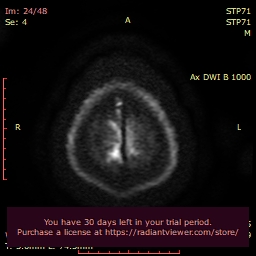 Im: 24/48
Se: 4
A
STP71
STP71
M
Ax DWI B 1000
R
L
You have 30 days left in your trial period.
Purchase a license at https://radiantviewer.com/store/